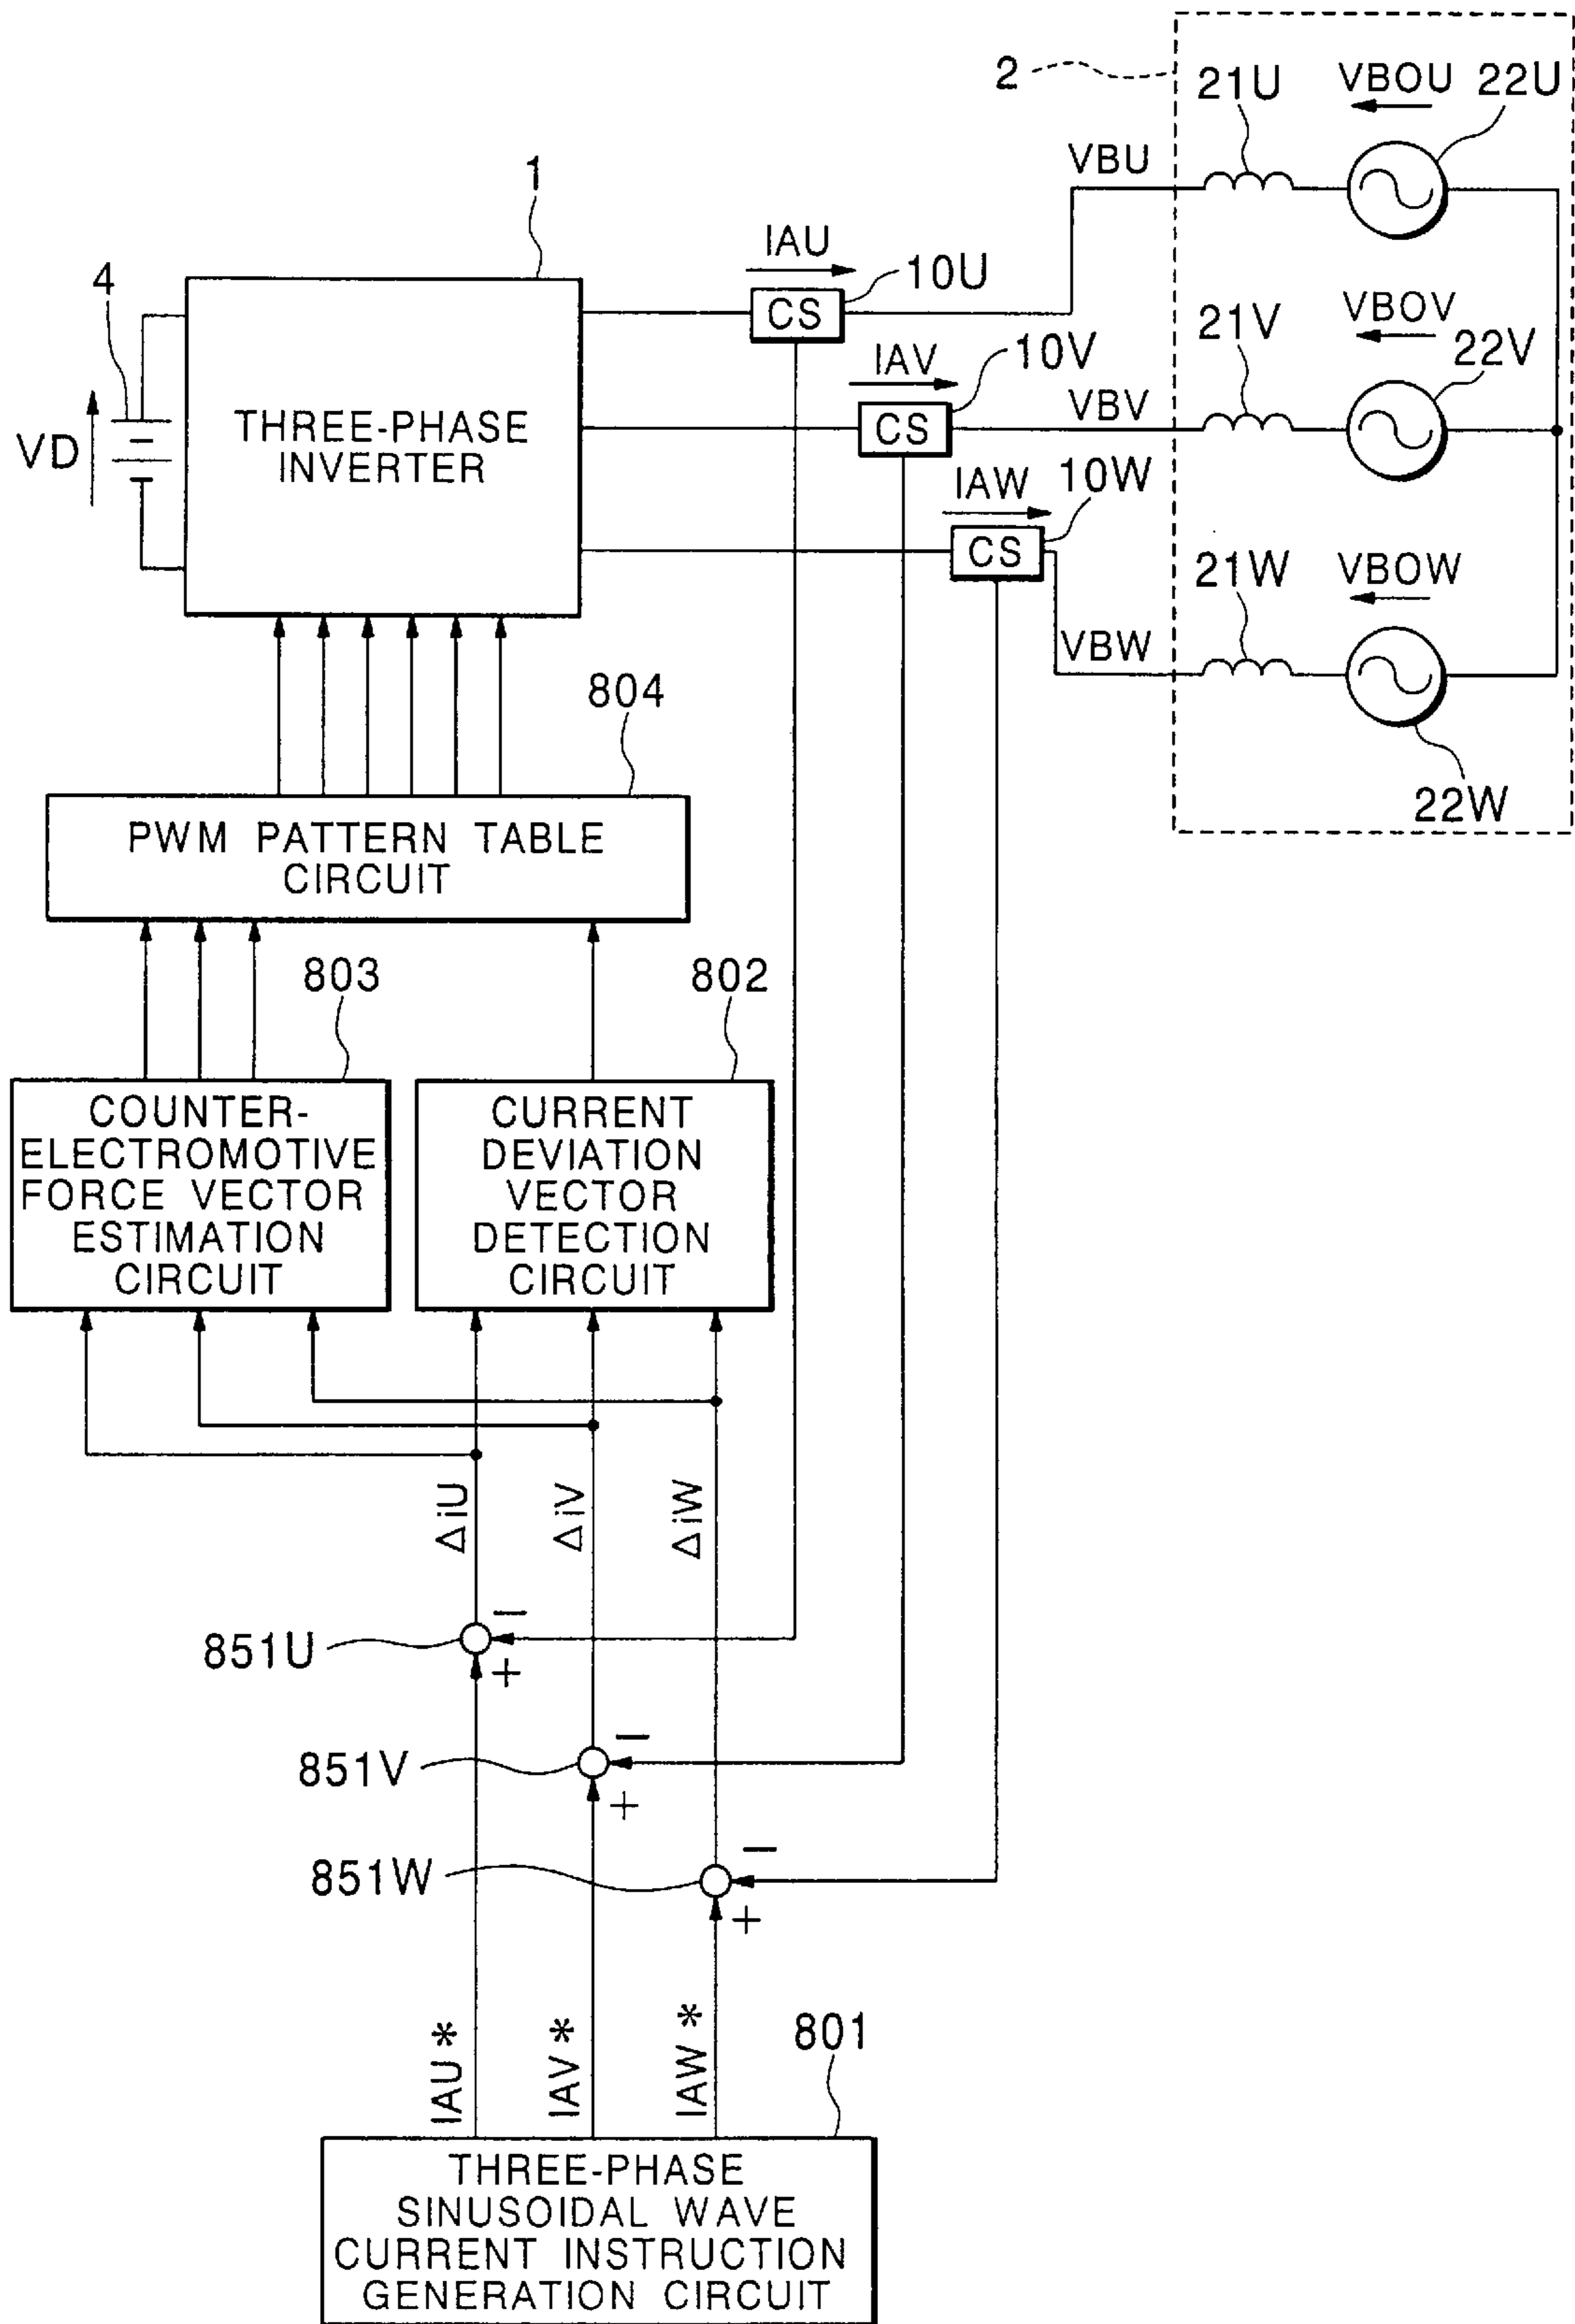 2
21U
VBOU
22U
VBU
1
IAU
10U
CS
4
VD
THREE-PHASE
INVERTER
IAV
10V
CS
VBV
21V
VBOV
22V
IAW
10W
CS
VBW
21W
VBOW
22W
804
PWM PATTERN TABLE
CIRCUIT
803
802
COUNTER-
ELECTROMOTIVE
FORCE VECTOR
ESTIMATION
CIRCUIT
CURRENT
DEVIATION
VECTOR
DETECTION
CIRCUIT
ΔiU
ΔiV
ΔiW
851U
−
+
851V
−
+
851W
−
+
IAU*
IAV*
IAW*
801
THREE-PHASE
SINUSOIDAL WAVE
CURRENT INSTRUCTION
GENERATION CIRCUIT